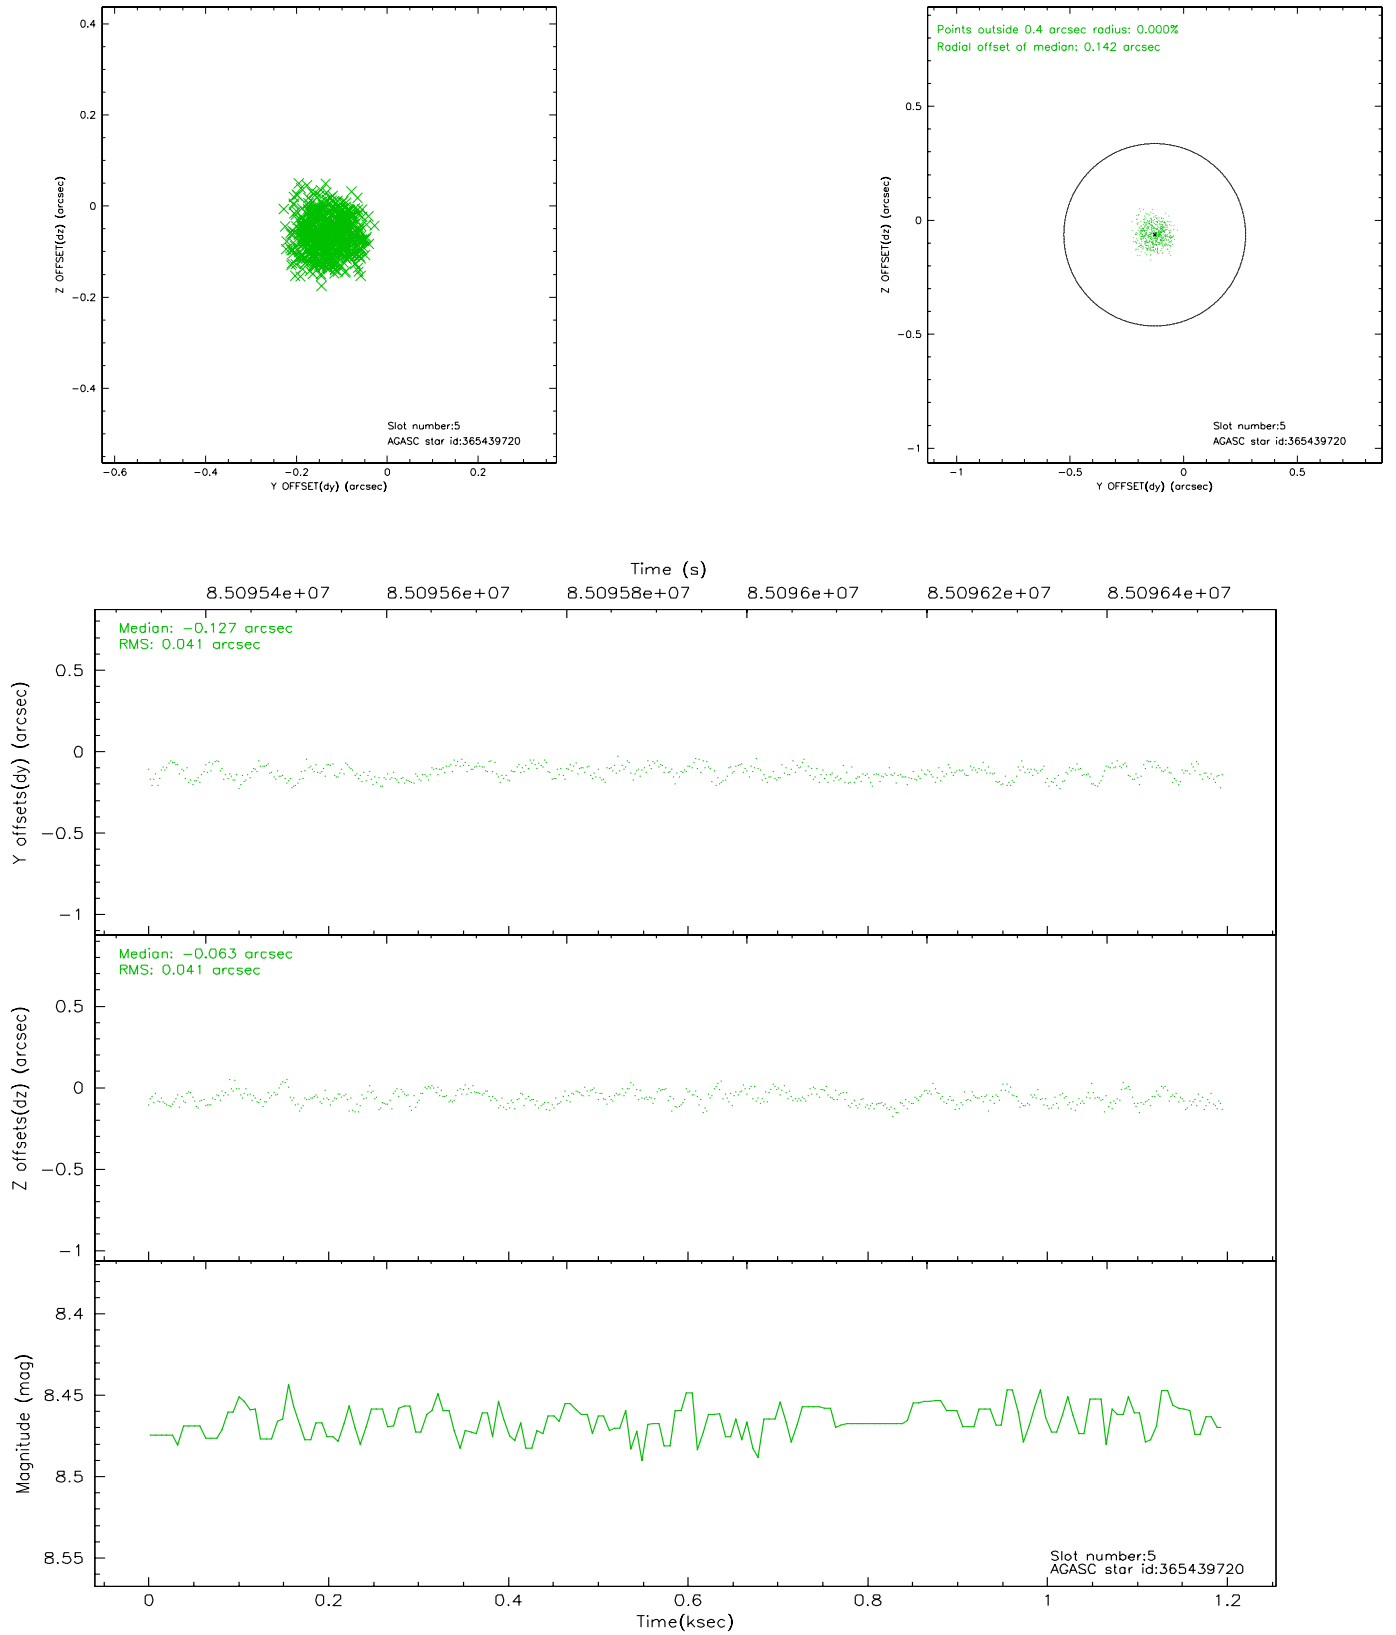 0.4
0.2
0
−0.2
−0.4
Z OFFSET(dz) (arcsec)
Slot number:5
AGASC star id:365439720
−0.6 −0.4 −0.2 0 0.2
Y OFFSET(dy) (arcsec)
Points outside 0.4 arcsec radius: 0.000%
Radial offset of median: 0.142 arcsec
0.5
0
−0.5
−1
Z OFFSET(dz) (arcsec)
Slot number:5
AGASC star id:365439720
−1 −0.5 0 0.5
Y OFFSET(dy) (arcsec)
Time (s)
8.50954e+07 8.50956e+07 8.50958e+07 8.5096e+07 8.50962e+07 8.50964e+07
Median: −0.127 arcsec
RMS: 0.041 arcsec
0.5
0
−0.5
−1
Y offsets(dy) (arcsec)
Median: −0.063 arcsec
RMS: 0.041 arcsec
0.5
0
−0.5
−1
Z offsets(dz) (arcsec)
8.4
8.45
8.5
8.55
Magnitude (mag)
Slot number:5
AGASC star id:365439720
0 0.2 0.4 0.6 0.8 1 1.2
Time(ksec)